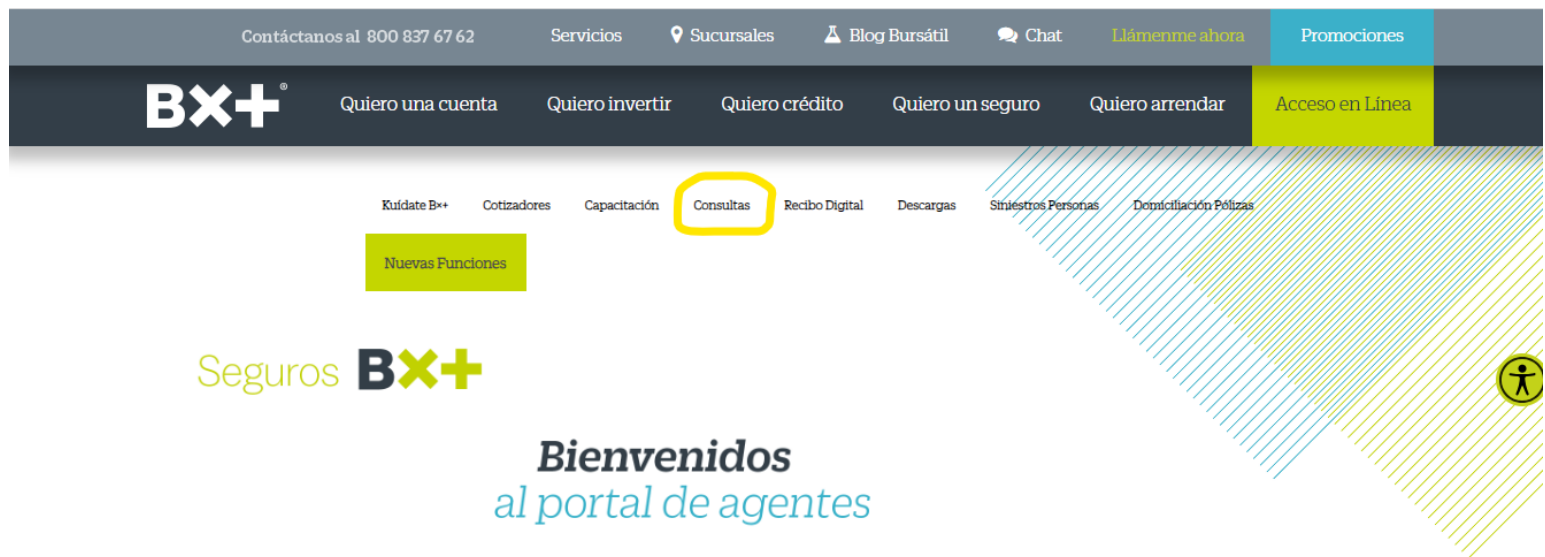 Contáctanos al 800 837 67 62 Servicios Sucursales Blog Bursátil Chat Llámenme ahora Promociones
BX+® Quiero una cuenta Quiero invertir Quiero crédito Quiero un seguro Quiero arrendar Acceso en Línea
Kuídate Bx+ Cotizadores Capacitación Consultas Recibo Digital Descargas Siniestros Personas Domiciliación Pólizas
Nuevas Funciones
Seguros BX+
Bienvenidos
al portal de agentes